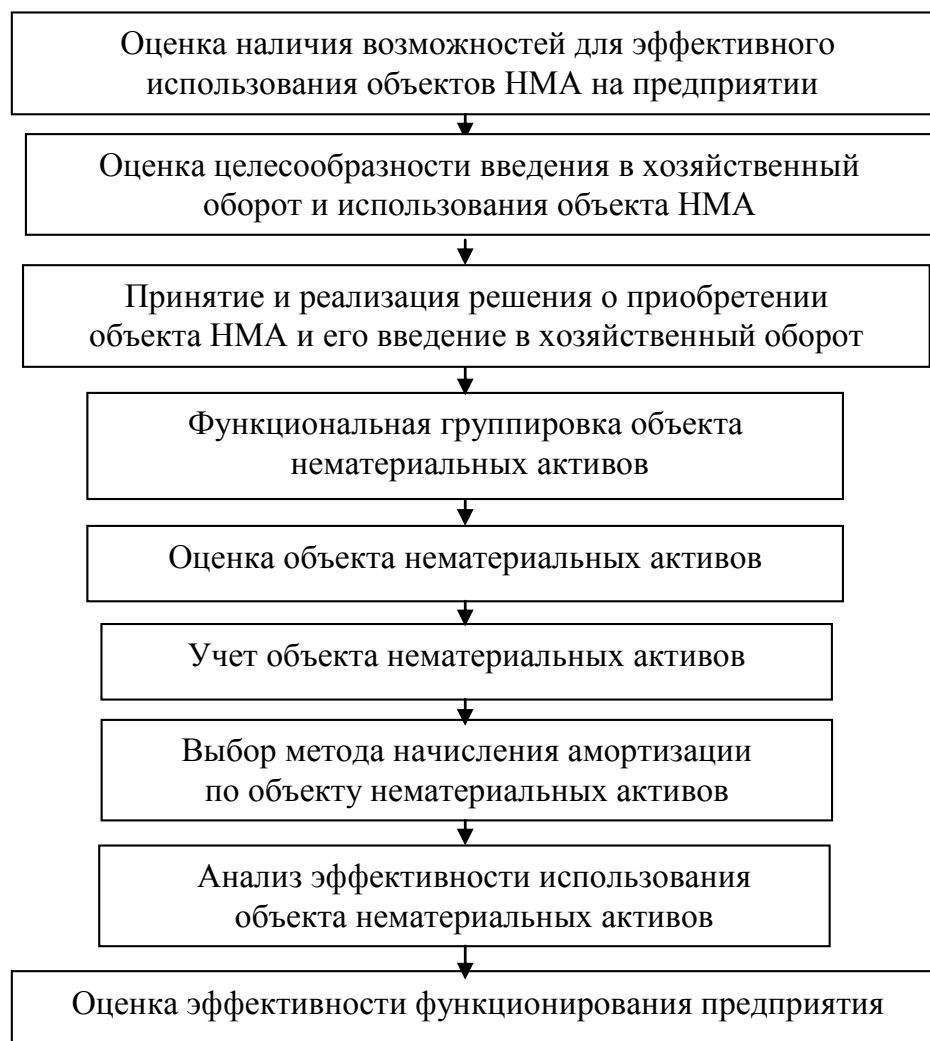 Оценка наличия возможностей для эффективного
использования объектов НМА на предприятии
Оценка целесообразности введения в хозяйственный
оборот и использования объекта НМА
Принятие и реализация решения о приобретении
объекта НМА и его введение в хозяйственный оборот
Функциональная группировка объекта
нематериальных активов
Оценка объекта нематериальных активов
Учет объекта нематериальных активов
Выбор метода начисления амортизации
по объекту нематериальных активов
Анализ эффективности использования
объекта нематериальных активов
Оценка эффективности функционирования предприятия